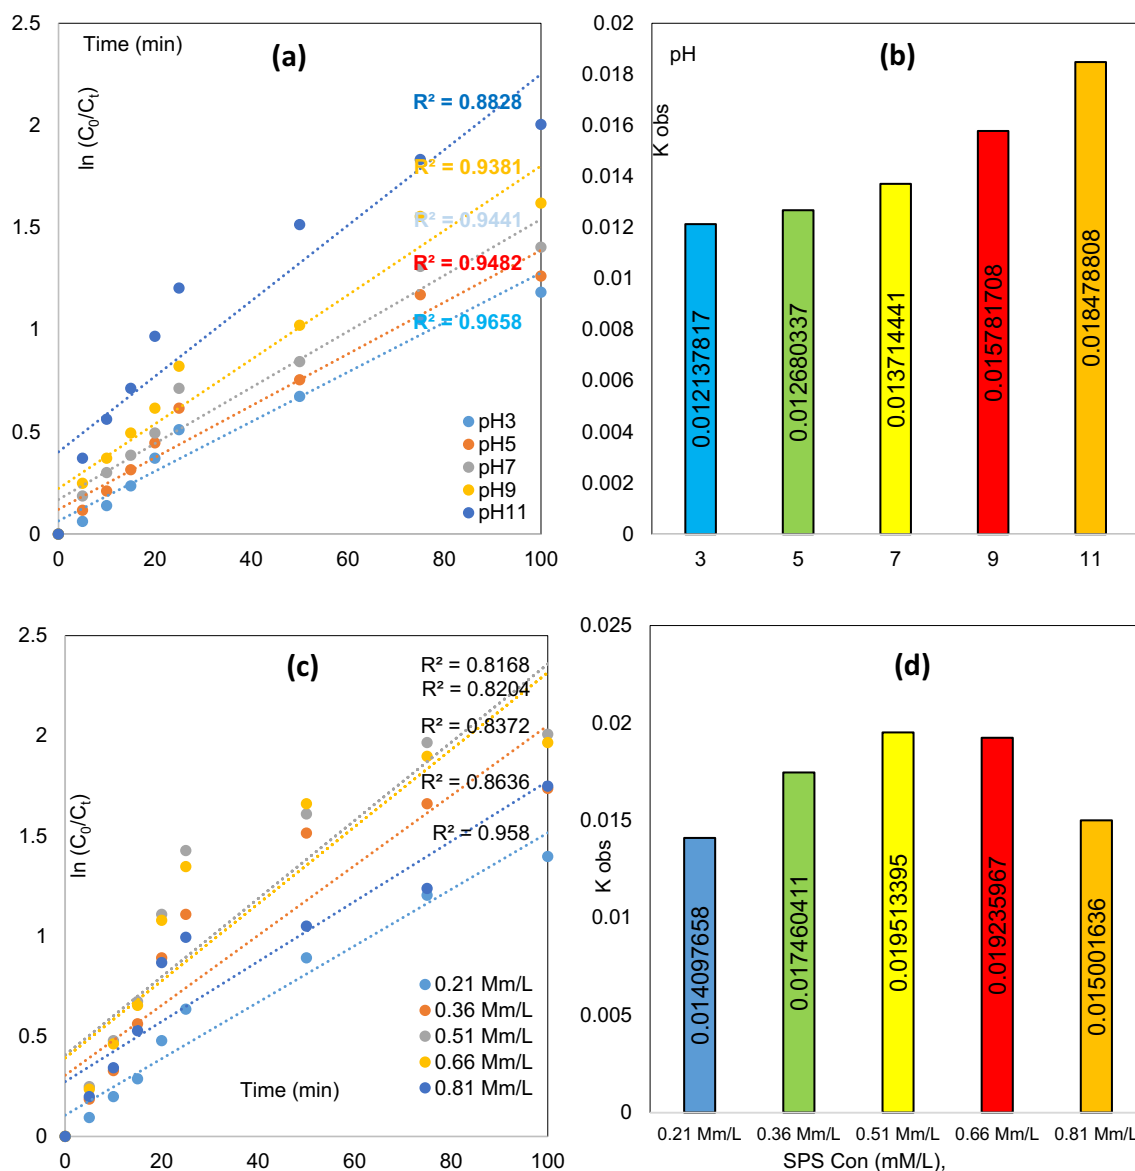 2.5
Time (min)
(a)
ln (C0/Ct)
R² = 0.8828
2
R² = 0.9381
1.5
R² = 0.9441
R² = 0.9482
1
R² = 0.9658
0.5
pH3
pH5
pH7
pH9
pH11
0
0
20
40
60
80
100
0.02
pH
(b)
K obs
0.018
0.016
0.014
0.012
0.01
0.008
0.006
0.004
0.002
0
0.012137817
0.012680337
0.013714441
0.015781708
0.018478808
3
5
7
9
11
2.5
(c)
ln (C0/Ct)
R² = 0.8168
R² = 0.8204
2
R² = 0.8372
R² = 0.8636
1.5
R² = 0.958
1
0.5
0.21 Mm/L
0.36 Mm/L
0.51 Mm/L
0.66 Mm/L
0.81 Mm/L
Time (min)
0
0
20
40
60
80
100
0.025
(d)
K obs
0.02
0.015
0.01
0.005
0
0.014097658
0.017460411
0.019513395
0.019235967
0.015001636
0.21 Mm/L
0.36 Mm/L
0.51 Mm/L
0.66 Mm/L
0.81 Mm/L
SPS Con (mM/L),